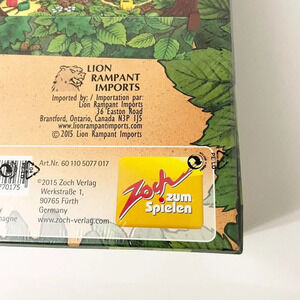 LION
RAMPANT
IMPORTS
Imported by: / Importation par:
Lion Rampant Imports
36 Easton Road
Brantford, Ontario, Canada N3P 1J5
www.lionrampantimports.com
©2015 Lion Rampant Imports
Art.Nr. 60 110 5077 017
70175
©2015 Zoch Verlag
Werkstraße 1,
90765 Fürth
Germany
www.zoch-verlag.com
magne
Zoch
zum
Spielen